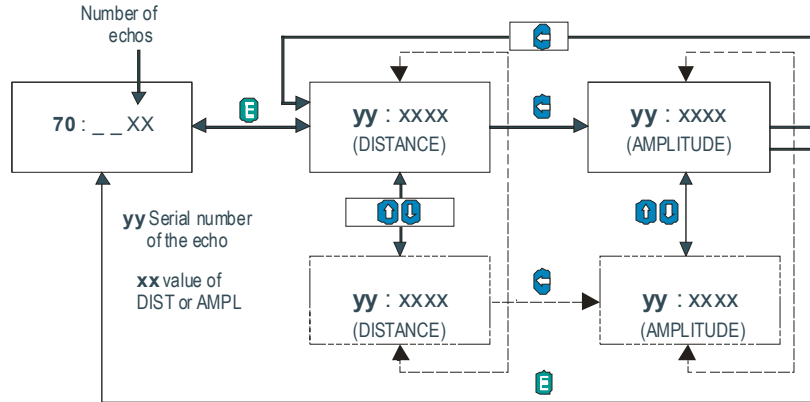 Number of
echos
70 : _ _ XX
E
yy : xxxx
(DISTANCE)
yy : xxxx
(AMPLITUDE)
yy Serial number
of the echo
xx value of
DIST or AMPL
yy : xxxx
(DISTANCE)
yy : xxxx
(AMPLITUDE)
E